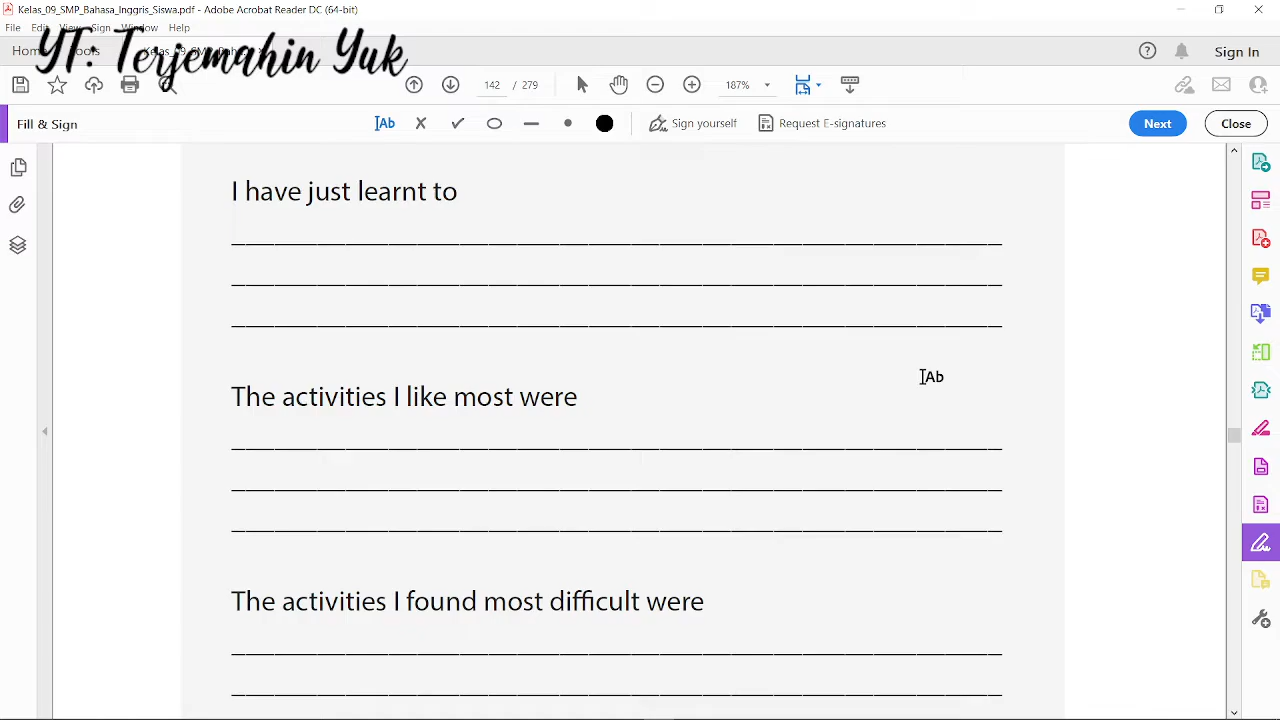 Kelas_09_SMP_Bahasa_Inggris_Siswa.pdf - Adobe Acrobat Reader DC (64-bit)
File Edit View Sign Window Help
YT: Terjemahin Yuk
Home Tools
Sign In
142 / 279
187%
Fill & Sign
Ab
Sign yourself
Request E-signatures
Next
Close
I have just learnt to
Ab
The activities I like most were
The activities I found most difficult were